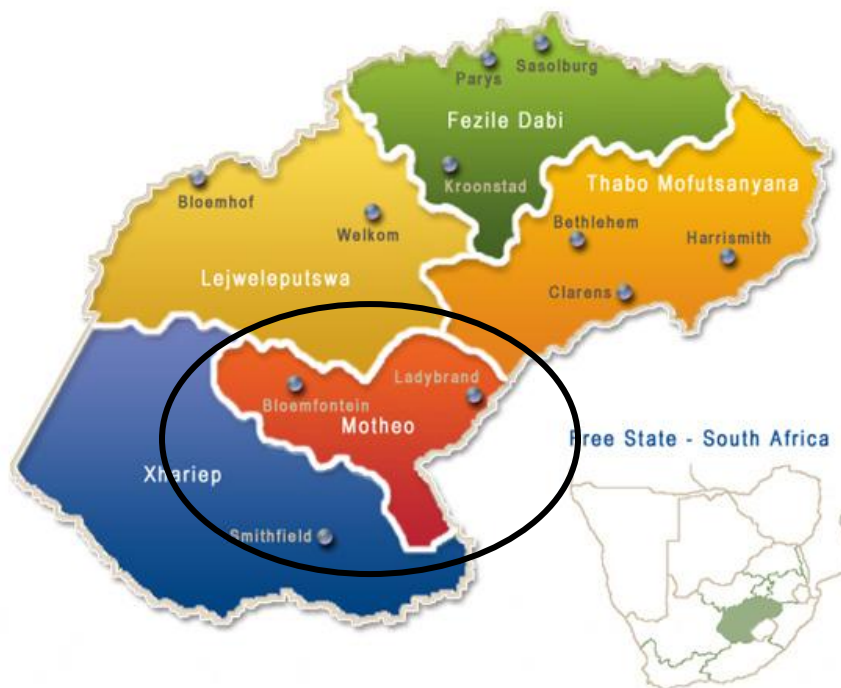 Sasolburg
Parys
Fezile Dabi
Kroonstad
Thabo Mofutsanyana
Bloemhof
Welkom
Bethlehem
Harrismith
Lejweleputswa
Clarens
Ladybrand
Bloemfontein
Motheo
Free State - South Africa
Xhariep
Smithfield